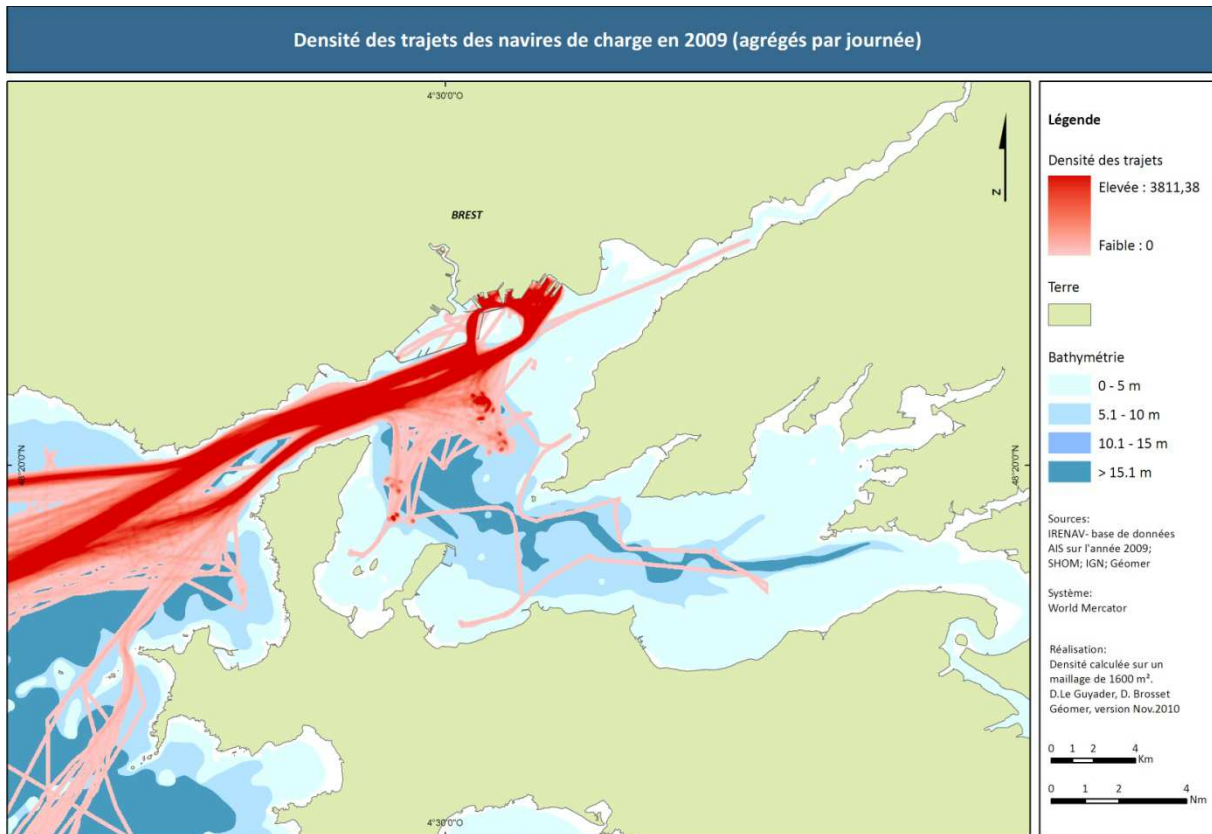 Densité des trajets des navires de charge en 2009 (agrégés par journée)
4°30'0"O
BREST
N
48°20'0"N
48°20'0"N
4°30'0"O
Légende
Densité des trajets
Elevée : 3811,38
Faible : 0
Terre
Bathymétrie
0 - 5 m
5.1 - 10 m
10.1 - 15 m
> 15.1 m
Sources:
IRENAV- base de données
AIS sur l'année 2009;
SHOM; IGN; Géomer
Système:
World Mercator
Réalisation:
Densité calculée sur un
maillage de 1600 m².
D.Le Guyader, D. Brosset
Géomer, version Nov.2010
0 1 2 4
Km
0 1 2 4
Nm